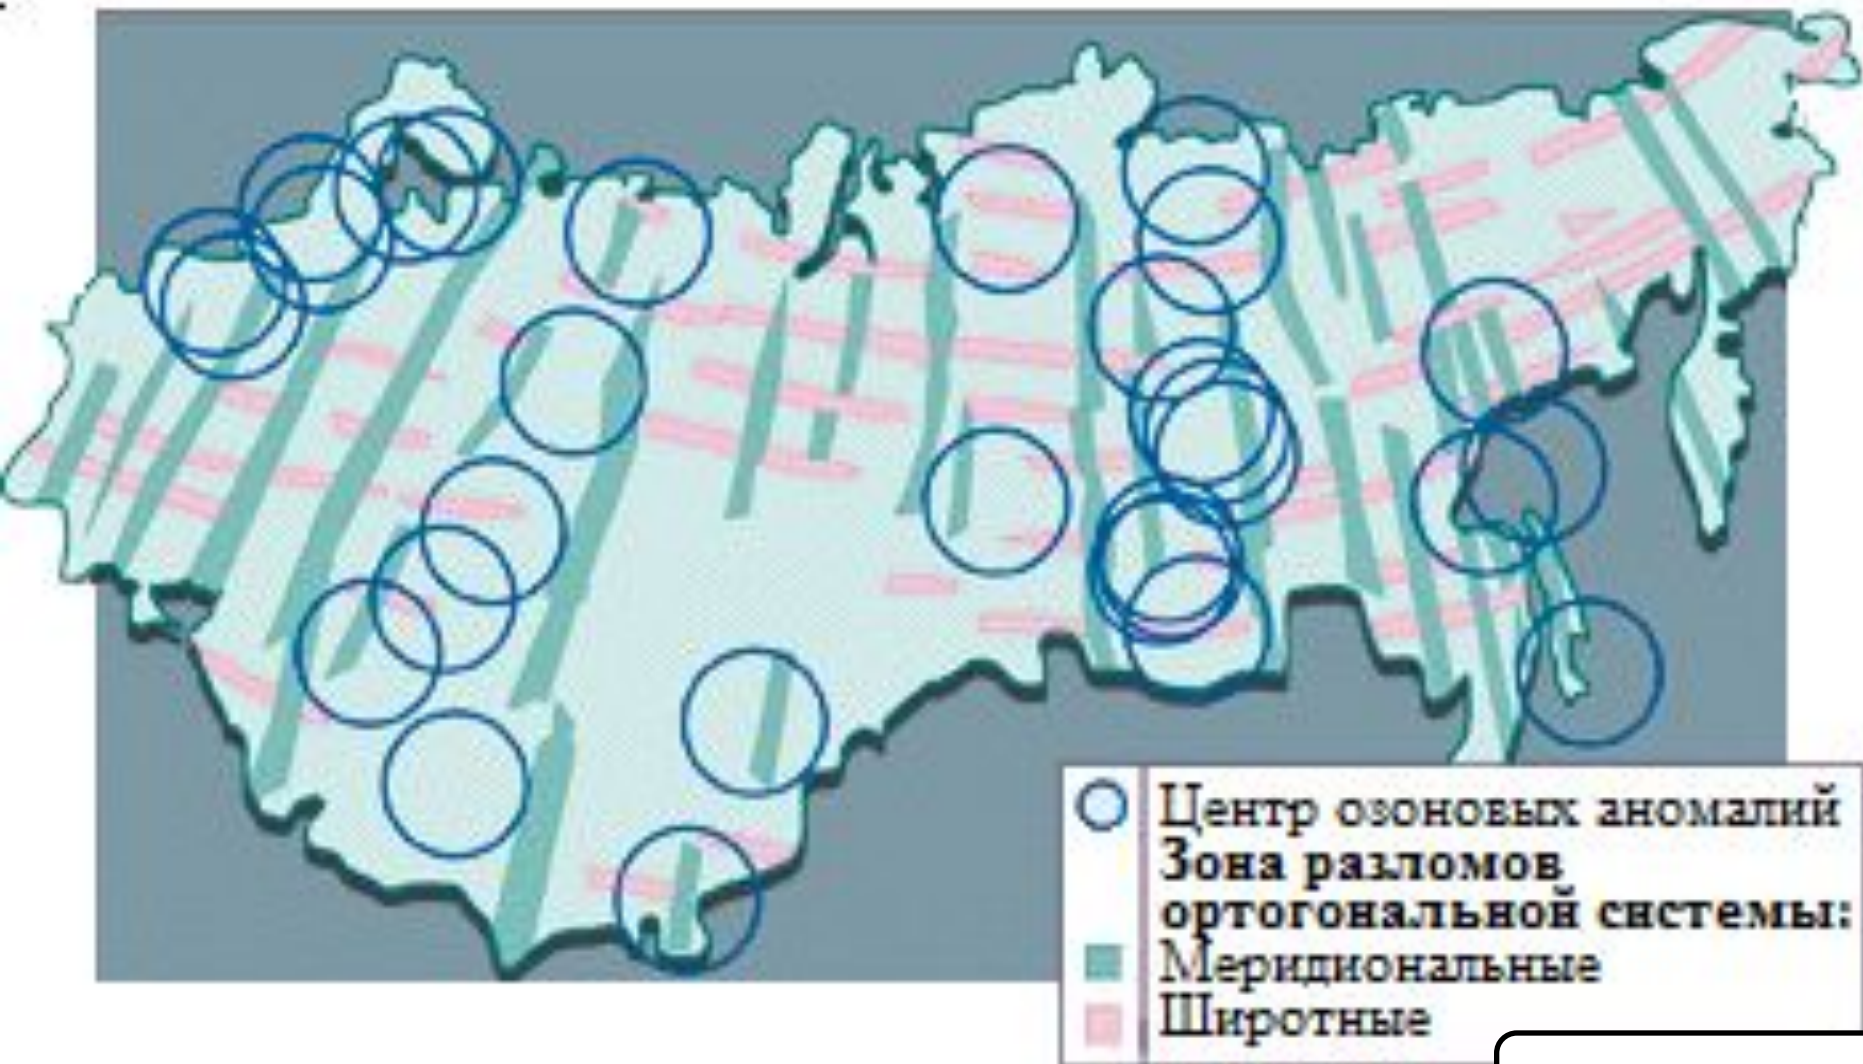 Центр озоновых аномалий
Зона разломов
ортогональной системы:
Меридиональные
Широтные